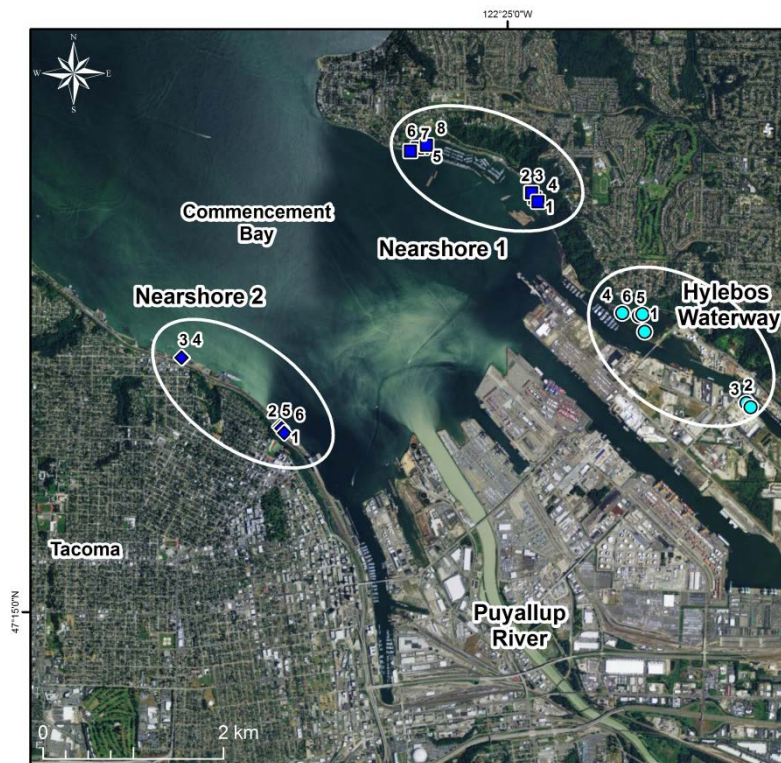 122°25'0"W
N
W E
S
6 7 8
5
2 3 4
1
Commencement
Bay
Nearshore 1
Nearshore 2
4 6 5
1
Hylebos
Waterway
3 4
3 2
2 5 6
1
Tacoma
47°15'0"N
Puyallup
River
0 2 km